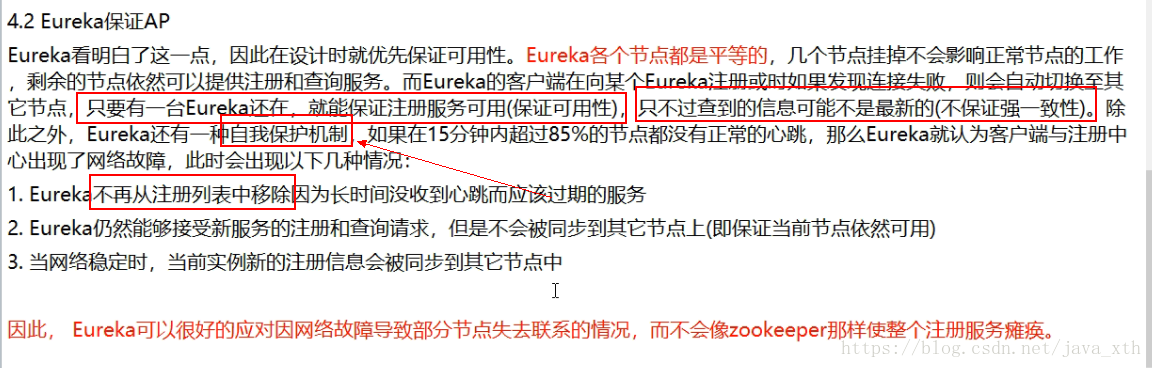 4.2 Eureka保证AP
Eureka看明白了这一点，因此在设计时就优先保证可用性。Eureka各个节点都是平等的，几个节点挂掉不会影响正常节点的工作
，剩余的节点依然可以提供注册和查询服务。而Eureka的客户端在向某个Eureka注册或时如果发现连接失败，则会自动切换至其
它节点，只要有一台Eureka还在，就能保证注册服务可用(保证可用性)，只不过查到的信息可能不是最新的(不保证强一致性)。除
此之外，Eureka还有一种自我保护机制，如果在15分钟内超过85%的节点都没有正常的心跳，那么Eureka就认为客户端与注册中
心出现了网络故障，此时会出现以下几种情况：
1. Eureka不再从注册列表中移除因为长时间没收到心跳而应该过期的服务
2. Eureka仍然能够接受新服务的注册和查询请求，但是不会被同步到其它节点上(即保证当前节点依然可用)
3. 当网络稳定时，当前实例新的注册信息会被同步到其它节点中
因此， Eureka可以很好的应对因网络故障导致部分节点失去联系的情况，而不会像zookeeper那样使整个注册服务瘫痪。
https://blog.csdn.net/java_xth